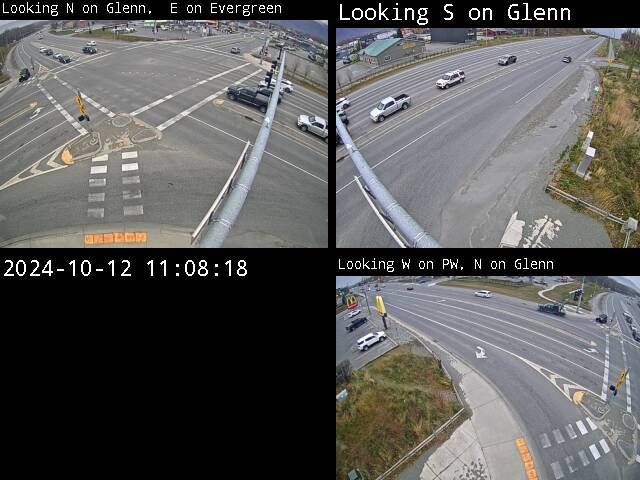 Looking N on Glenn,  E on Evergreen
Looking S on Glenn
2024-10-12 11:08:18
Looking W on PW, N on Glenn